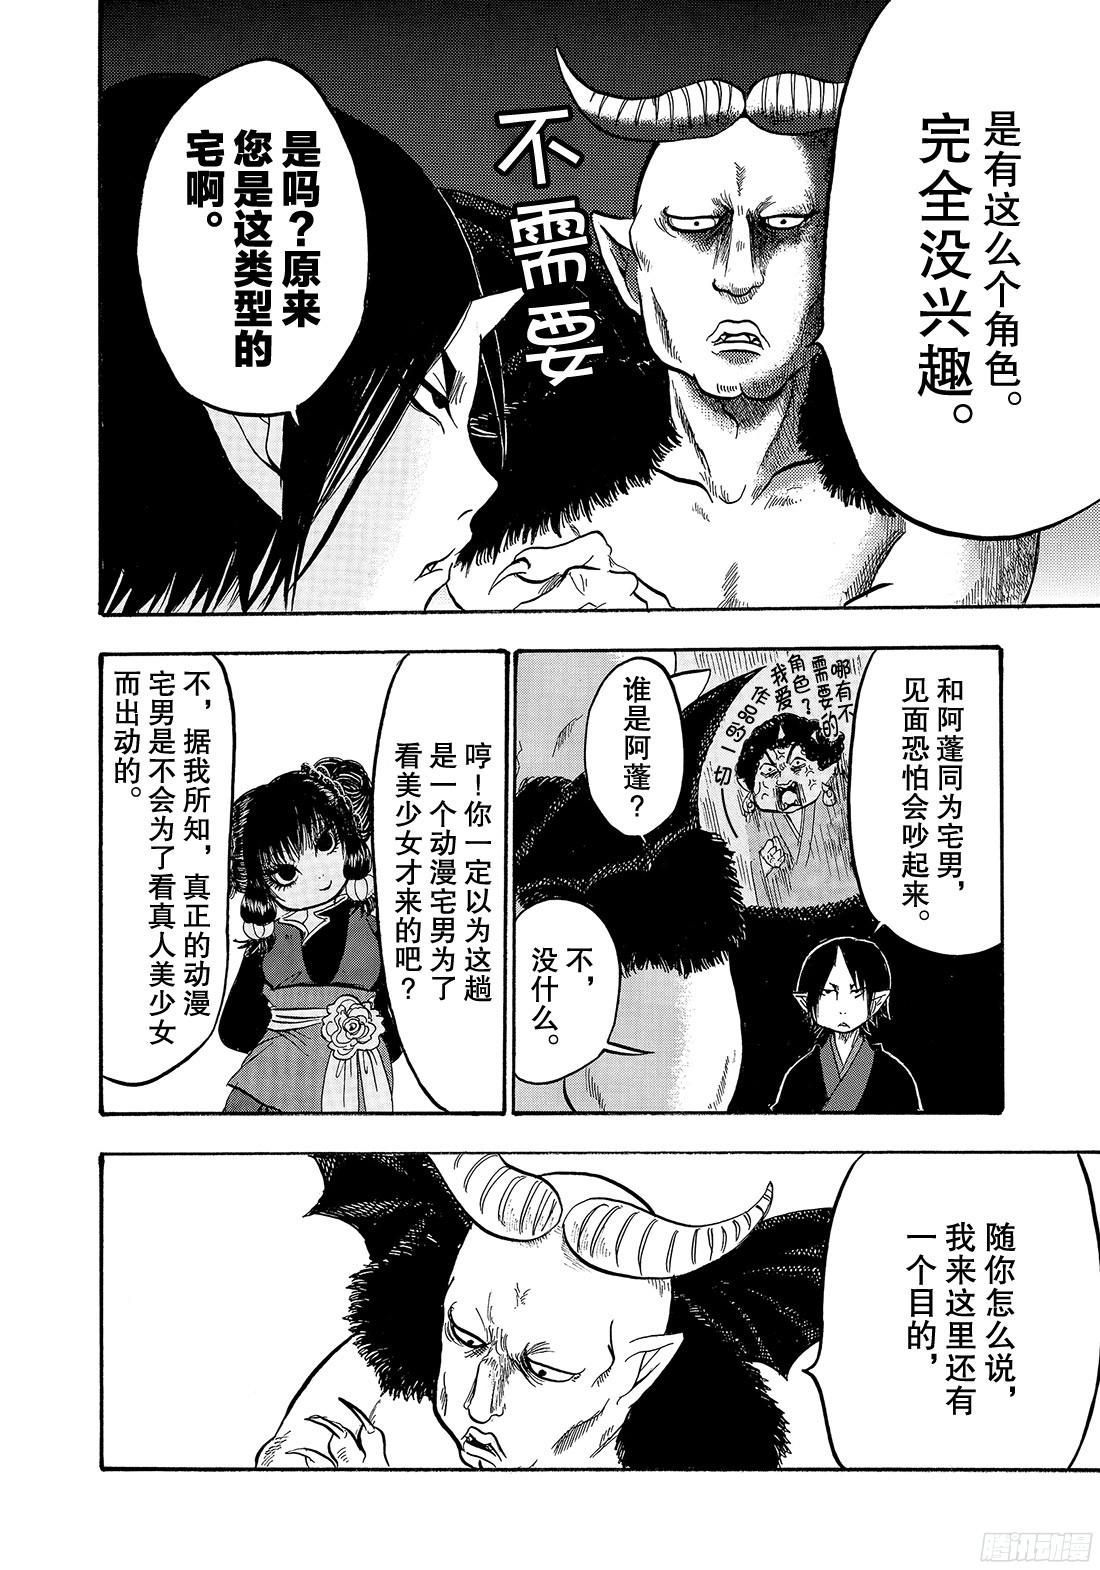 是有这么个角色。
完全没兴趣。
不需要
是吗?原来
您是这类型的
宅啊。
和阿蓬同为宅男,
见面恐怕会吵起来。
哪有不
需要的
角色?
我爱
作品的一切
谁是阿蓬?
不,
没什么。
哼!你一定以为这趟
是一个动漫宅男为了
看美少女才来的吧?
不,据我所知,真正的动漫
宅男是不会为了看真人美少女
而出动的。
随你怎么说,
我来这里还有
一个目的,
腾讯动漫